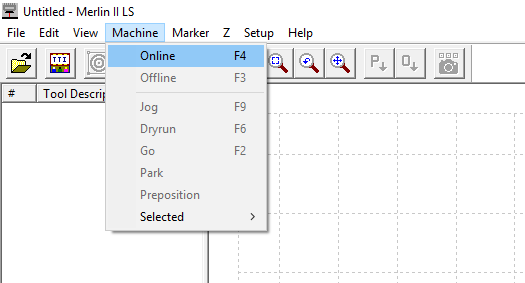 Untitled - Merlin II LS
File Edit View Machine Marker Z Setup Help
TTI
P↓ O↓
# Tool Descrip
Online F4
Offline F3
Jog F9
Dryrun F6
Go F2
Park
Preposition
Selected >